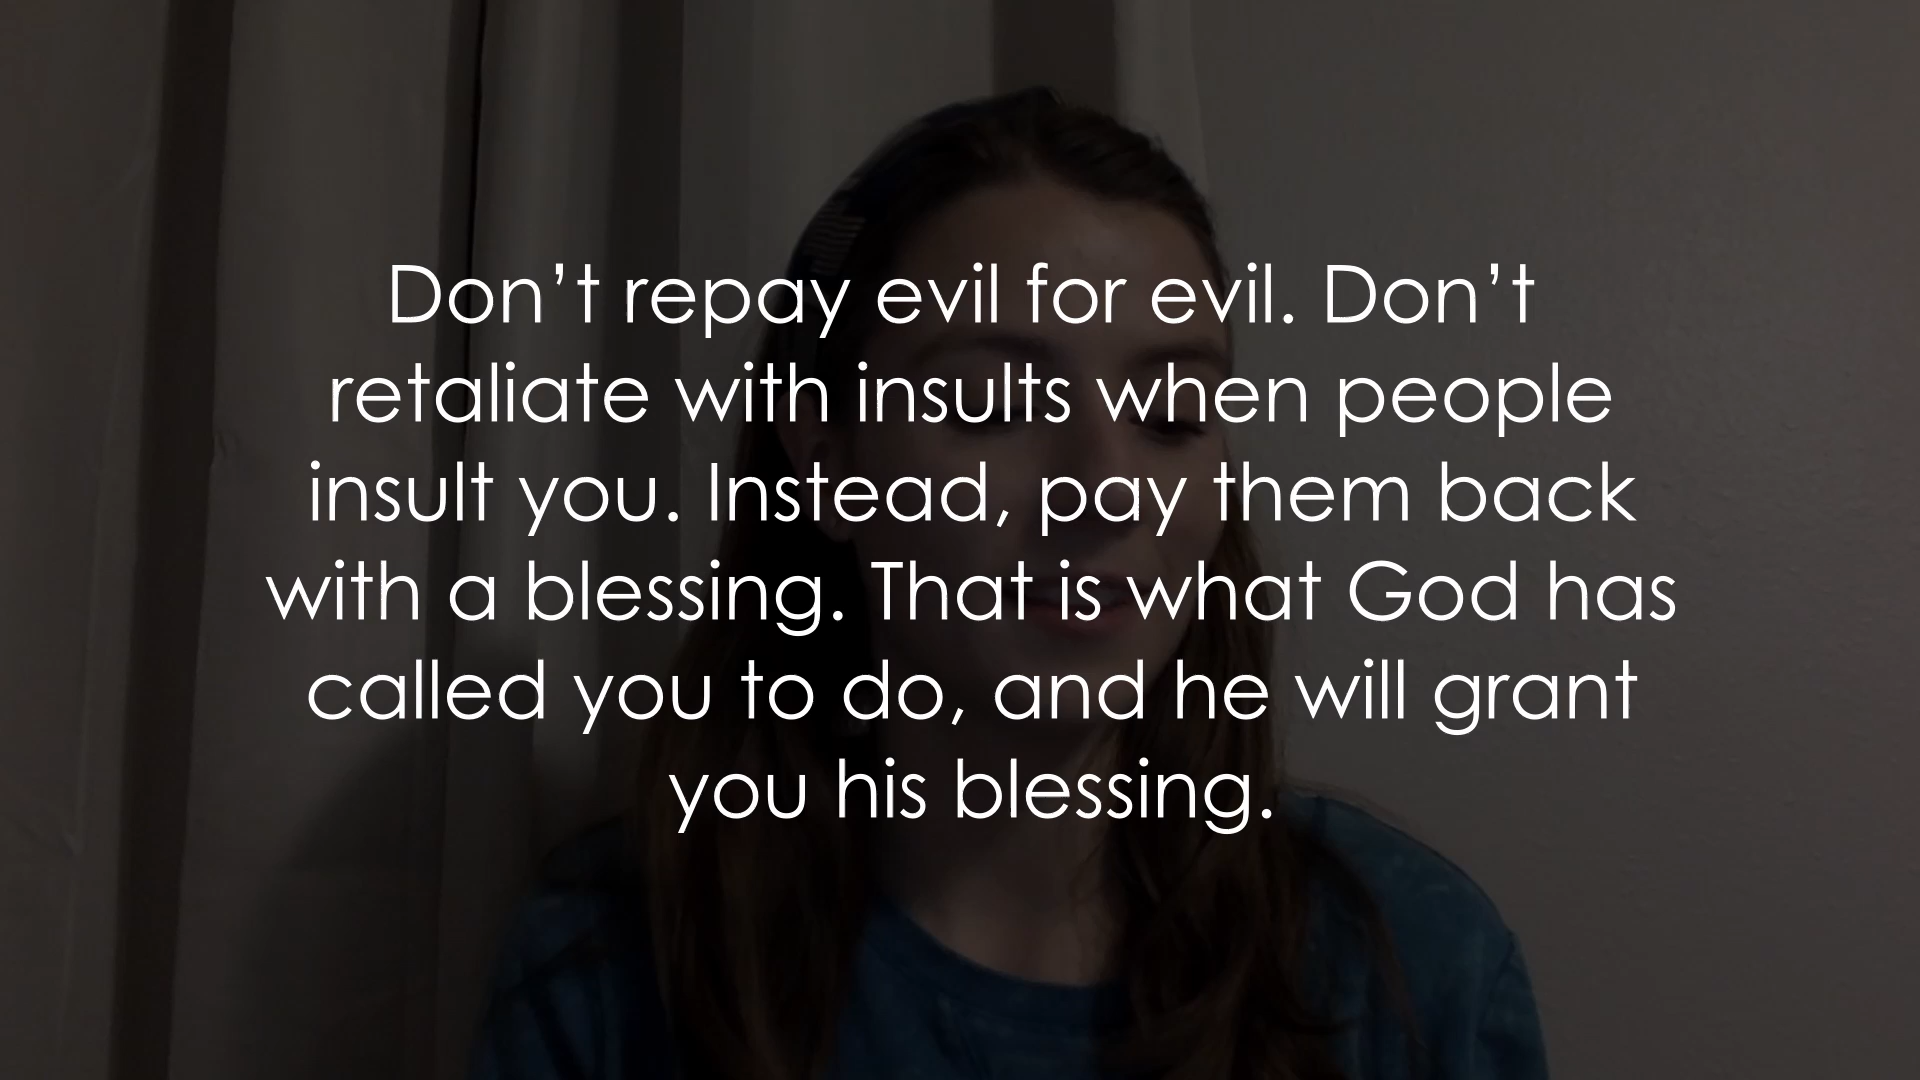 Don’t repay evil for evil. Don’t
retaliate with insults when people
insult you. Instead, pay them back
with a blessing. That is what God has
called you to do, and he will grant
you his blessing.